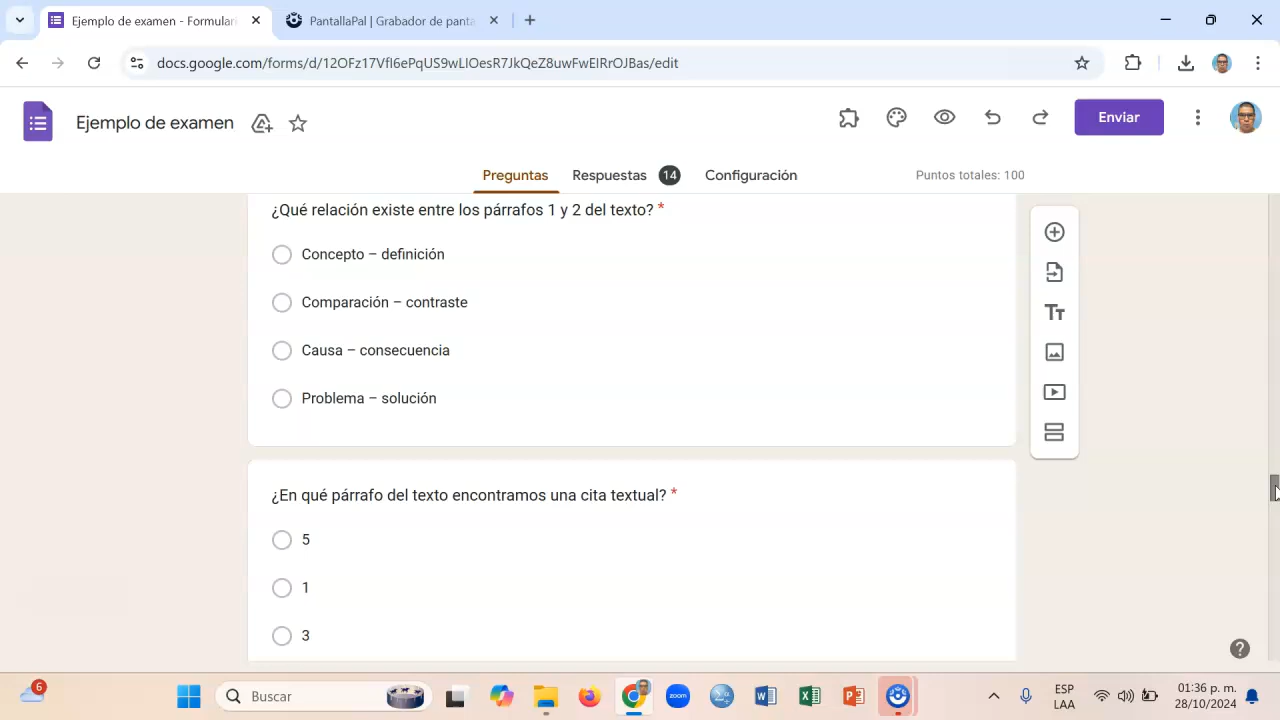 Ejemplo de examen - Formular
PantallaPal | Grabador de panta
docs.google.com/forms/d/12OFz17Vfl6ePqUS9wLlOesR7JkQeZ8uwFwElRrOJBas/edit
Ejemplo de examen
Enviar
Preguntas
Respuestas 14
Configuración
Puntos totales: 100
¿Qué relación existe entre los párrafos 1 y 2 del texto? *
Concepto – definición
Comparación – contraste
Causa – consecuencia
Problema – solución
¿En qué párrafo del texto encontramos una cita textual? *
5
1
3
6
Buscar
zoom
ESP
LAA
01:36 p. m.
28/10/2024